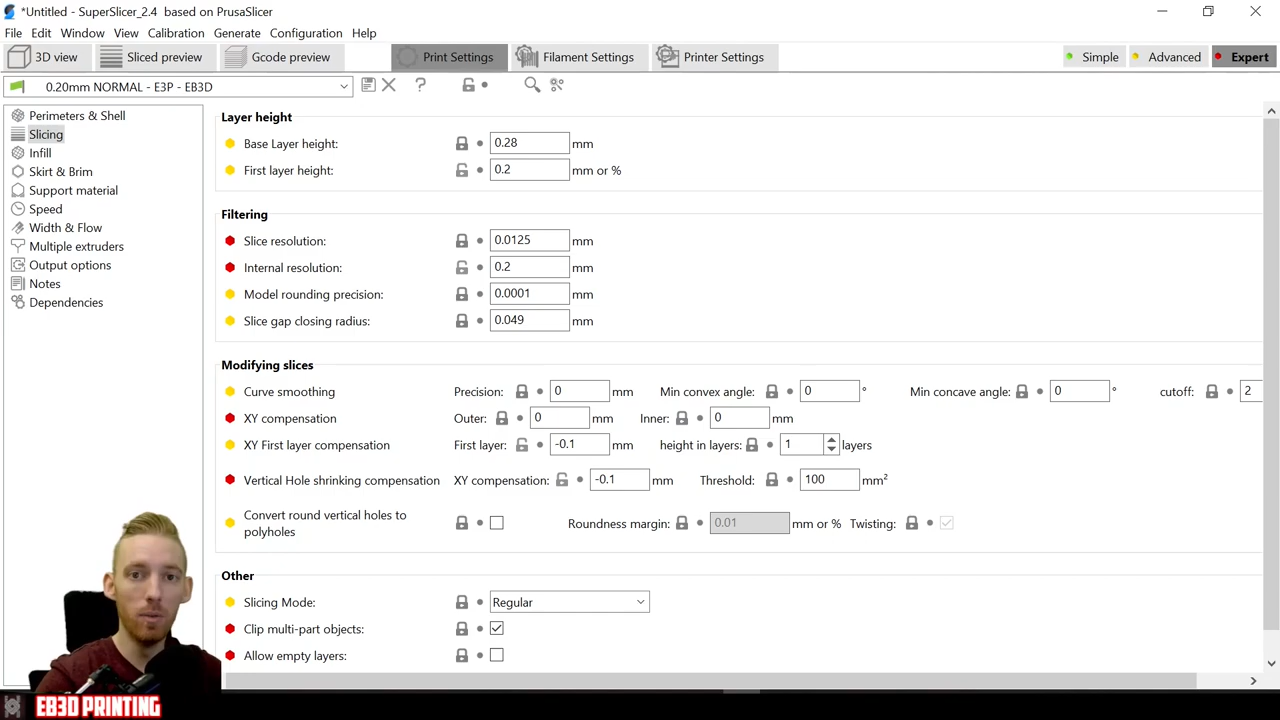 *Untitled - SuperSlicer_2.4 based on PrusaSlicer
File Edit Window View Calibration Generate Configuration Help
3D view Sliced preview Gcode preview Print Settings Filament Settings Printer Settings Simple Advanced Expert
0.20mm NORMAL - E3P - EB3D ?
Perimeters & Shell
Slicing
Infill
Skirt & Brim
Support material
Speed
Width & Flow
Multiple extruders
Output options
Notes
Dependencies
Layer height
Base Layer height: 0.28 mm
First layer height: 0.2 mm or %
Filtering
Slice resolution: 0.0125 mm
Internal resolution: 0.2 mm
Model rounding precision: 0.0001 mm
Slice gap closing radius: 0.049 mm
Modifying slices
Curve smoothing Precision: 0 mm Min convex angle: 0 ° Min concave angle: 0 ° cutoff: 2
XY compensation Outer: 0 mm Inner: 0 mm
XY First layer compensation First layer: -0.1 mm height in layers: 1 layers
Vertical Hole shrinking compensation XY compensation: -0.1 mm Threshold: 100 mm²
Convert round vertical holes to
polyholes Roundness margin: 0.01 mm or % Twisting:
Other
Slicing Mode: Regular
Clip multi-part objects:
Allow empty layers:
EB3D PRINTING